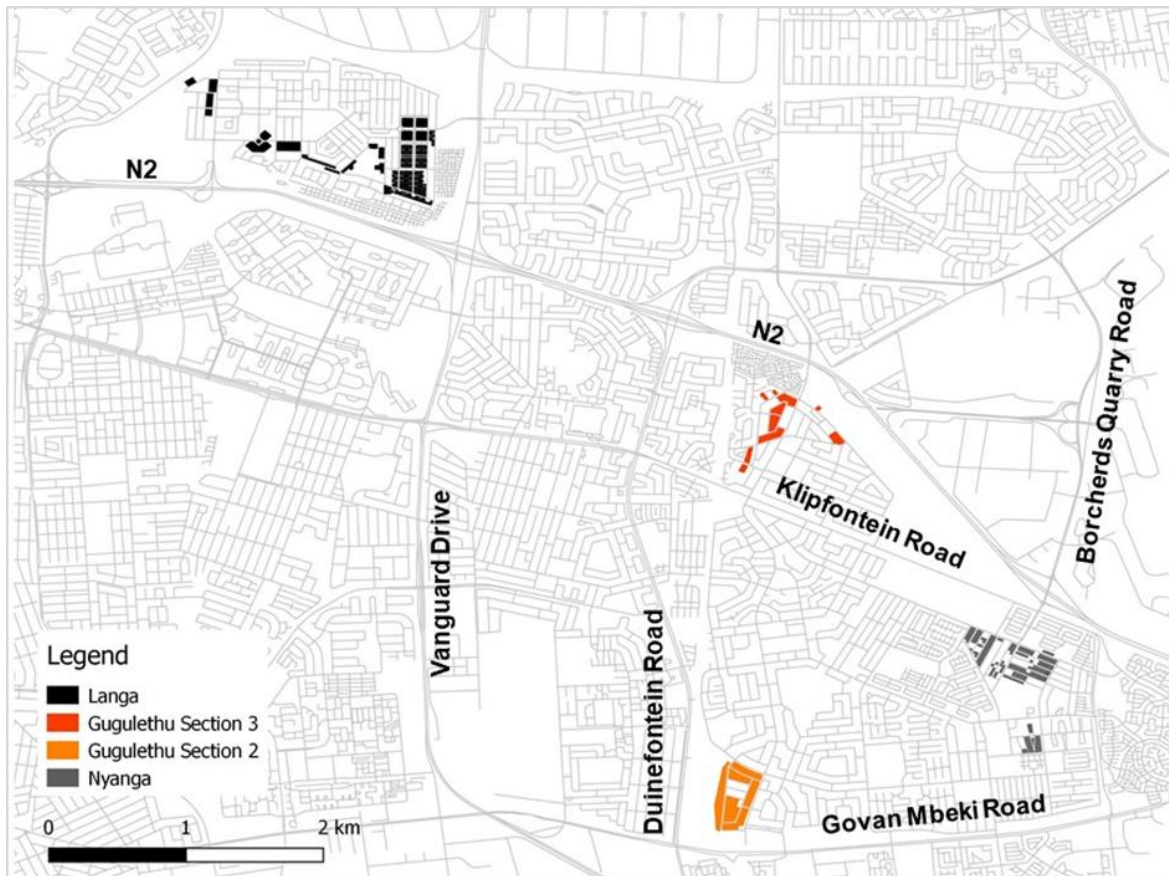 N2
N2
Borcherds Quarry Road
Klipfontein Road
Vanguard Drive
Duinefontein Road
Govan Mbeki Road
Legend
Langa
Gugulethu Section 3
Gugulethu Section 2
Nyanga
0 1 2 km